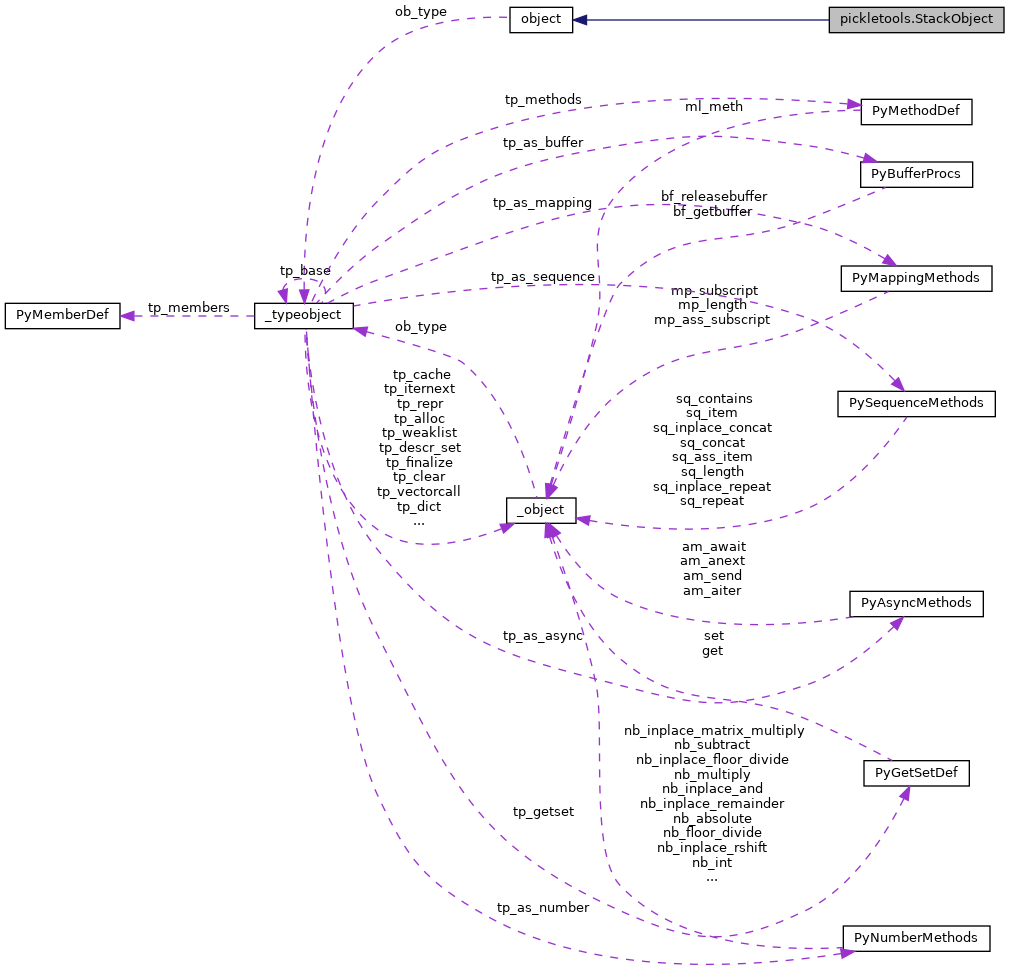 ob_type
object
pickletools.StackObject
tp_methods
ml_meth
PyMethodDef
tp_as_buffer
PyBufferProcs
tp_as_mapping
bf_releasebuffer
bf_getbuffer
tp_base
tp_as_sequence
PyMappingMethods
mp_subscript
mp_length
mp_ass_subscript
PyMemberDef
tp_members
_typeobject
ob_type
tp_cache
tp_iternext
tp_repr
tp_alloc
tp_weaklist
tp_descr_set
tp_finalize
tp_clear
tp_vectorcall
tp_dict
...
sq_contains
sq_item
sq_inplace_concat
sq_concat
sq_ass_item
sq_length
sq_inplace_repeat
sq_repeat
PySequenceMethods
_object
am_await
am_anext
am_send
am_aiter
PyAsyncMethods
tp_as_async
set
get
nb_inplace_matrix_multiply
nb_subtract
nb_inplace_floor_divide
nb_multiply
nb_inplace_and
nb_inplace_remainder
nb_absolute
nb_floor_divide
nb_inplace_rshift
nb_int
...
PyGetSetDef
tp_getset
tp_as_number
PyNumberMethods